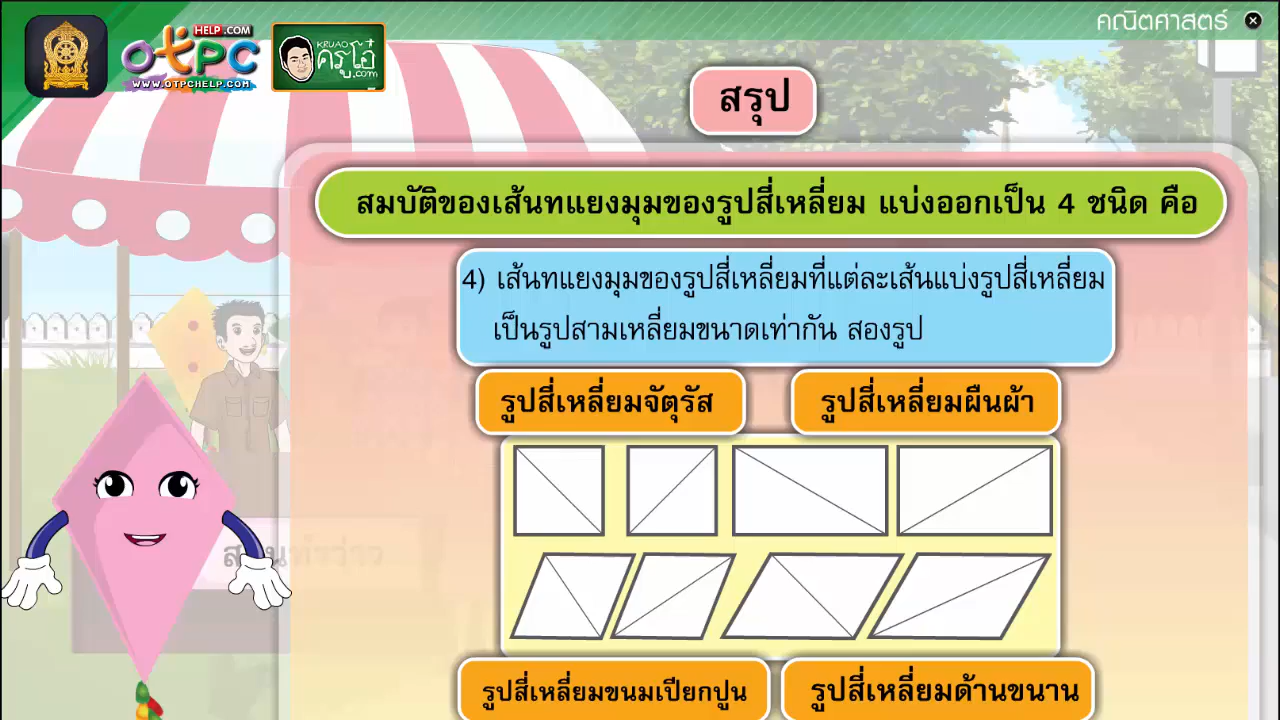 คณิตศาสตร์
OTPC HELP.COM
WWW.OTPCHELP.COM
KRUAO
ครูโอ๋
.com
สรุป
สมบัติของเส้นทแยงมุมของรูปสี่เหลี่ยม แบ่งออกเป็น 4 ชนิด คือ
4) เส้นทแยงมุมของรูปสี่เหลี่ยมที่แต่ละเส้นแบ่งรูปสี่เหลี่ยม
เป็นรูปสามเหลี่ยมขนาดเท่ากัน สองรูป
รูปสี่เหลี่ยมจัตุรัส
รูปสี่เหลี่ยมผืนผ้า
รูปสี่เหลี่ยมขนมเปียกปูน
รูปสี่เหลี่ยมด้านขนาน